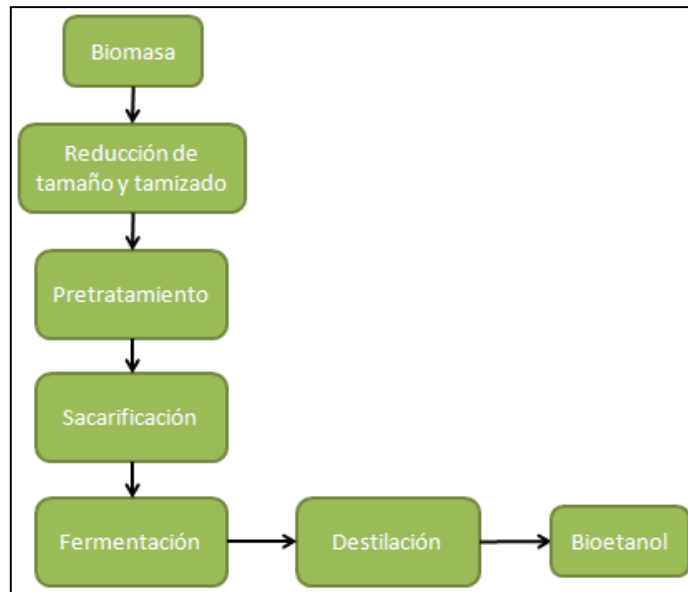 Biomasa
Reducción de
tamaño y tamizado
Pretratamiento
Sacarificación
Fermentación
Destilación
Bioetanol